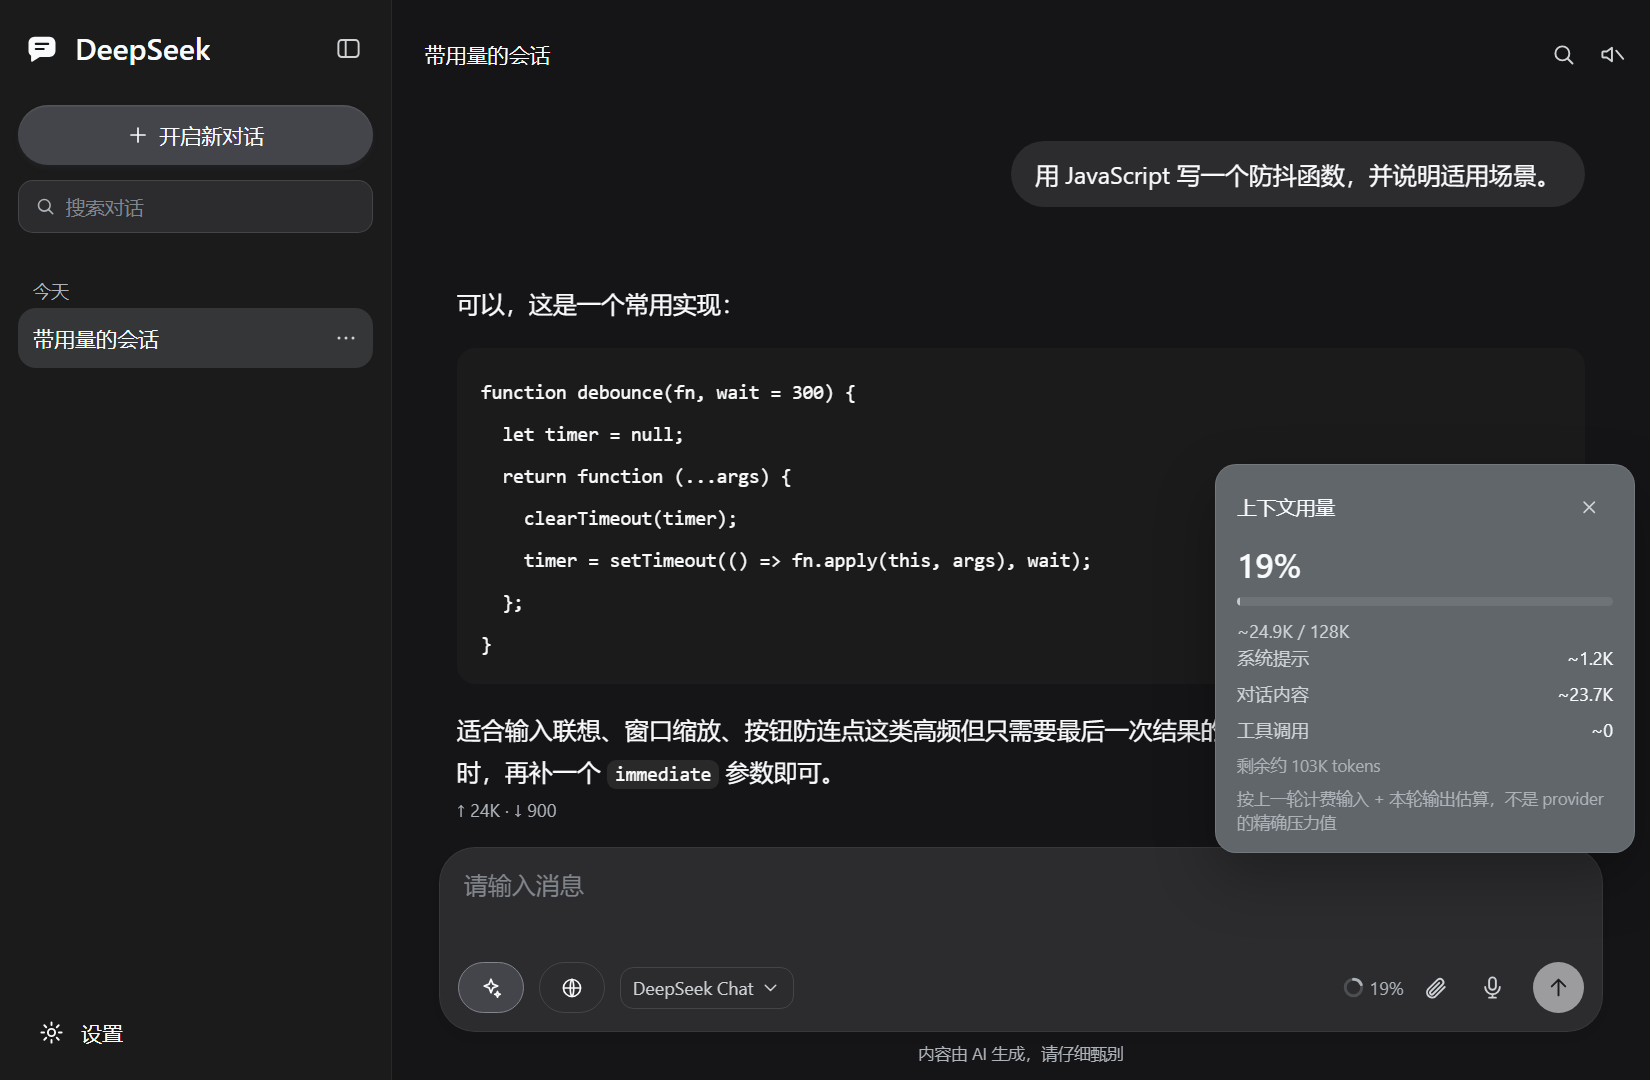 DeepSeek
开启新对话
搜索对话
今天
带用量的会话
设置
带用量的会话
用 JavaScript 写一个防抖函数，并说明适用场景。
可以，这是一个常用实现：
function debounce(fn, wait = 300) {
  let timer = null;
  return function (...args) {
    clearTimeout(timer);
    timer = setTimeout(() => fn.apply(this, args), wait);
  };
}
适合输入联想、窗口缩放、按钮防连点这类高频但只需要最后一次结果的
时，再补一个 immediate 参数即可。
↑ 24K · ↓ 900
上下文用量
19%
~24.9K / 128K
系统提示 ~1.2K
对话内容 ~23.7K
工具调用 ~0
剩余约 103K tokens
按上一轮计费输入 + 本轮输出估算，不是 provider
的精确压力值
请输入消息
DeepSeek Chat
19%
内容由 AI 生成，请仔细甄别